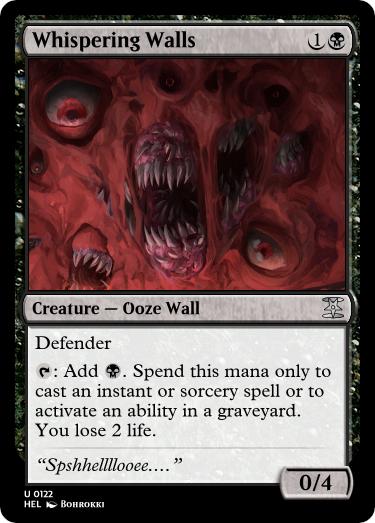 Whispering Walls 1
Creature — Ooze Wall
Defender
: Add . Spend this mana only to
cast an instant or sorcery spell or to
activate an ability in a graveyard.
You lose 2 life.
“Spshhellllooee....”
0/4
U 0122
HEL Bohrokki